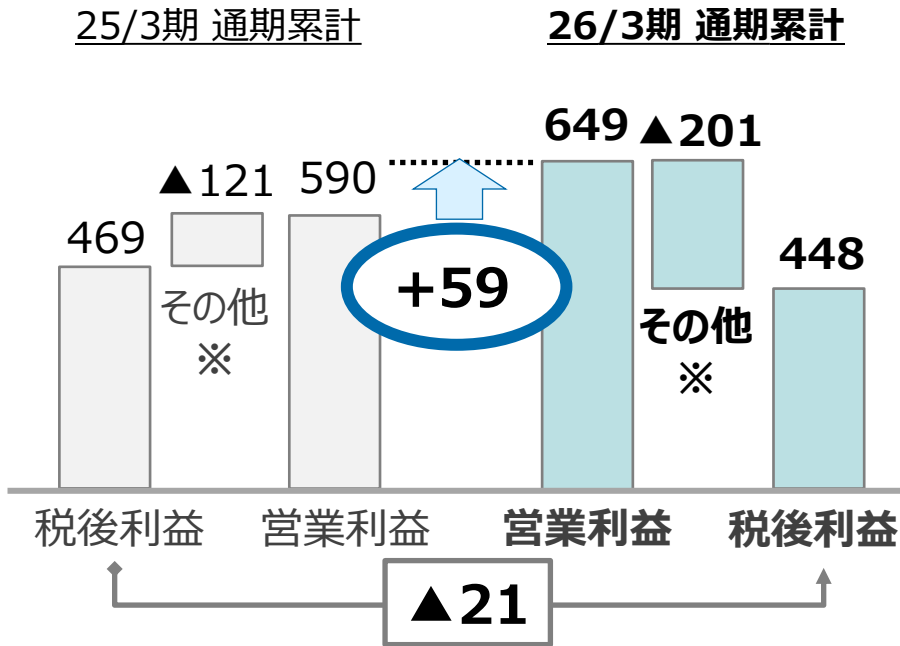 25/3期 通期累計
26/3期 通期累計
469
▲121
590
+59
649
▲201
448
その他
※
その他
※
税後利益
営業利益
営業利益
税後利益
▲21